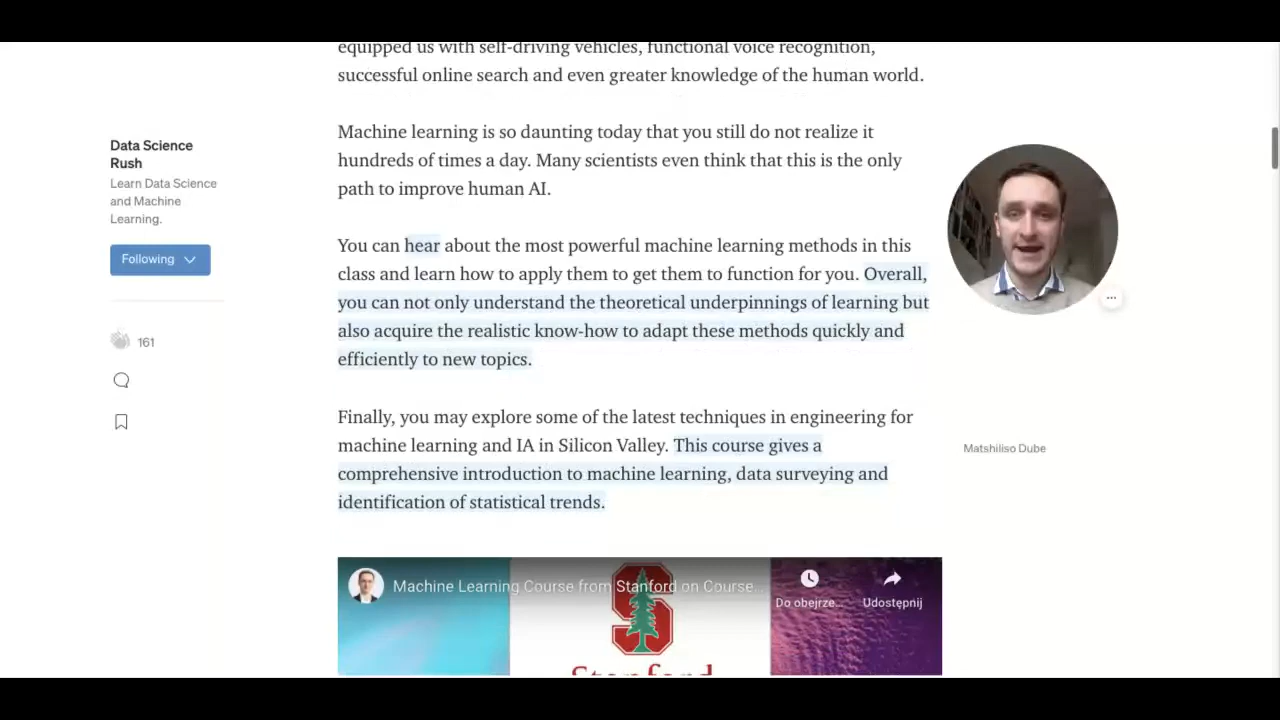 equipped us with self-driving vehicles, functional voice recognition,
successful online search and even greater knowledge of the human world.
Data Science
Rush
Learn Data Science
and Machine
Learning.
Following
161
Machine learning is so daunting today that you still do not realize it
hundreds of times a day. Many scientists even think that this is the only
path to improve human AI.
You can hear about the most powerful machine learning methods in this
class and learn how to apply them to get them to function for you. Overall,
you can not only understand the theoretical underpinnings of learning but
also acquire the realistic know-how to adapt these methods quickly and
efficiently to new topics.
Finally, you may explore some of the latest techniques in engineering for
machine learning and IA in Silicon Valley. This course gives a
comprehensive introduction to machine learning, data surveying and
identification of statistical trends.
Matshiliso Dube
Machine Learning Course from Stanford on Course...
Do obejrze...
Udostępnij
S
Stanford